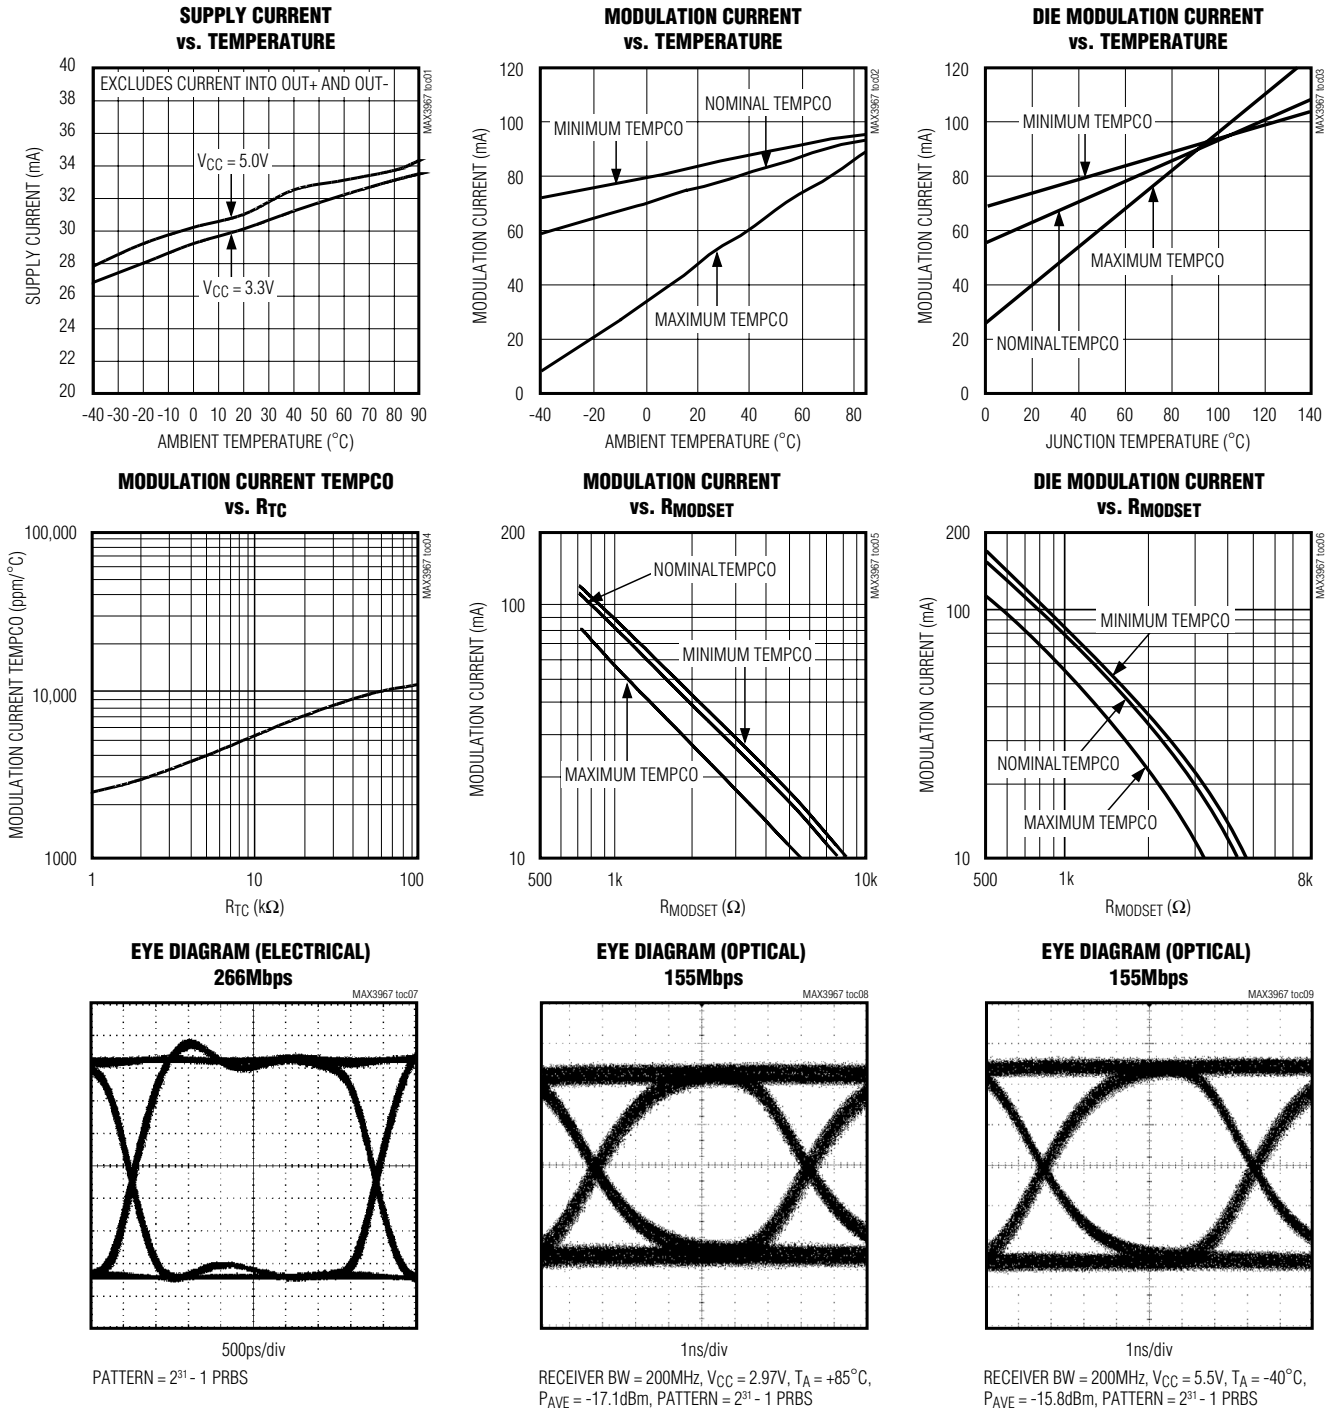 SUPPLY CURRENT
vs. TEMPERATURE
EXCLUDES CURRENT INTO OUT+ AND OUT-
VCC = 5.0V
VCC = 3.3V
SUPPLY CURRENT (mA)
40
38
36
34
32
30
28
26
24
22
20
-40 -30 -20 -10 0 10 20 30 40 50 60 70 80 90
AMBIENT TEMPERATURE (°C)
MAX3967 toc01
MODULATION CURRENT
vs. TEMPERATURE
NOMINAL TEMPCO
MINIMUM TEMPCO
MAXIMUM TEMPCO
MODULATION CURRENT (mA)
120
100
80
60
40
20
0
-40 -20 0 20 40 60 80
AMBIENT TEMPERATURE (°C)
MAX3967 toc02
DIE MODULATION CURRENT
vs. TEMPERATURE
MINIMUM TEMPCO
MAXIMUM TEMPCO
NOMINALTEMPCO
MODULATION CURRENT (mA)
120
100
80
60
40
20
0
0 20 40 60 80 100 120 140
JUNCTION TEMPERATURE (°C)
MAX3967 toc03
MODULATION CURRENT TEMPCO
vs. RTC
MODULATION CURRENT TEMPCO (ppm/°C)
100,000
10,000
1000
1 10 100
RTC (kΩ)
MAX3967 toc04
MODULATION CURRENT
vs. RMODSET
NOMINALTEMPCO
MINIMUM TEMPCO
MAXIMUM TEMPCO
MODULATION CURRENT (mA)
200
100
10
500 1k 10k
RMODSET (Ω)
MAX3967 toc05
DIE MODULATION CURRENT
vs. RMODSET
MINIMUM TEMPCO
NOMINALTEMPCO
MAXIMUM TEMPCO
MODULATION CURRENT (mA)
200
100
10
500 1k 8k
RMODSET (Ω)
MAX3967 toc06
EYE DIAGRAM (ELECTRICAL)
266Mbps
MAX3967 toc07
500ps/div
PATTERN = 2³¹ - 1 PRBS
EYE DIAGRAM (OPTICAL)
155Mbps
MAX3967 toc08
1ns/div
RECEIVER BW = 200MHz, VCC = 2.97V, TA = +85°C,
PAVE = -17.1dBm, PATTERN = 2³¹ - 1 PRBS
EYE DIAGRAM (OPTICAL)
155Mbps
MAX3967 toc09
1ns/div
RECEIVER BW = 200MHz, VCC = 5.5V, TA = -40°C,
PAVE = -15.8dBm, PATTERN = 2³¹ - 1 PRBS